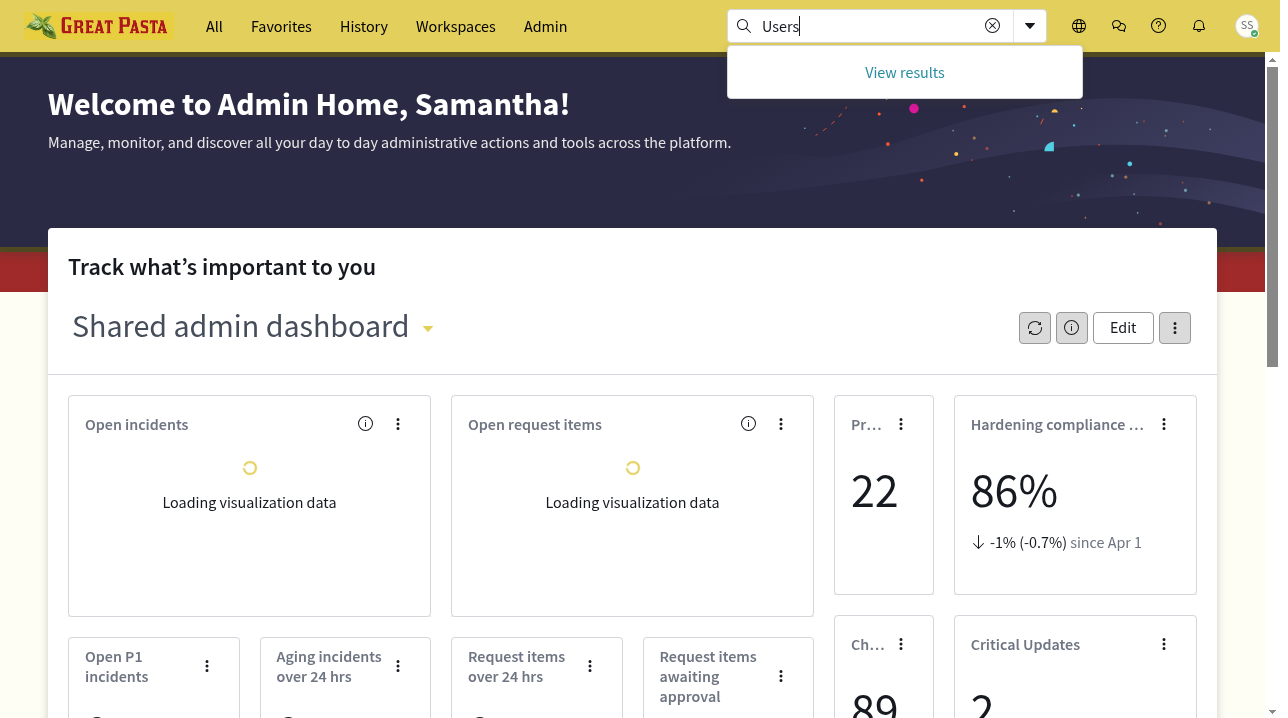 GREAT PASTA
All
Favorites
History
Workspaces
Admin
Users
SS
View results
Welcome to Admin Home, Samantha!
Manage, monitor, and discover all your day to day administrative actions and tools across the platform.
Track what's important to you
Shared admin dashboard
Edit
Open incidents
Loading visualization data
Open request items
Loading visualization data
Pr...
22
Hardening compliance ...
86%
-1% (-0.7%) since Apr 1
Open P1
incidents
Aging incidents
over 24 hrs
Request items
over 24 hrs
Request items
awaiting
approval
Ch...
89
Critical Updates
2